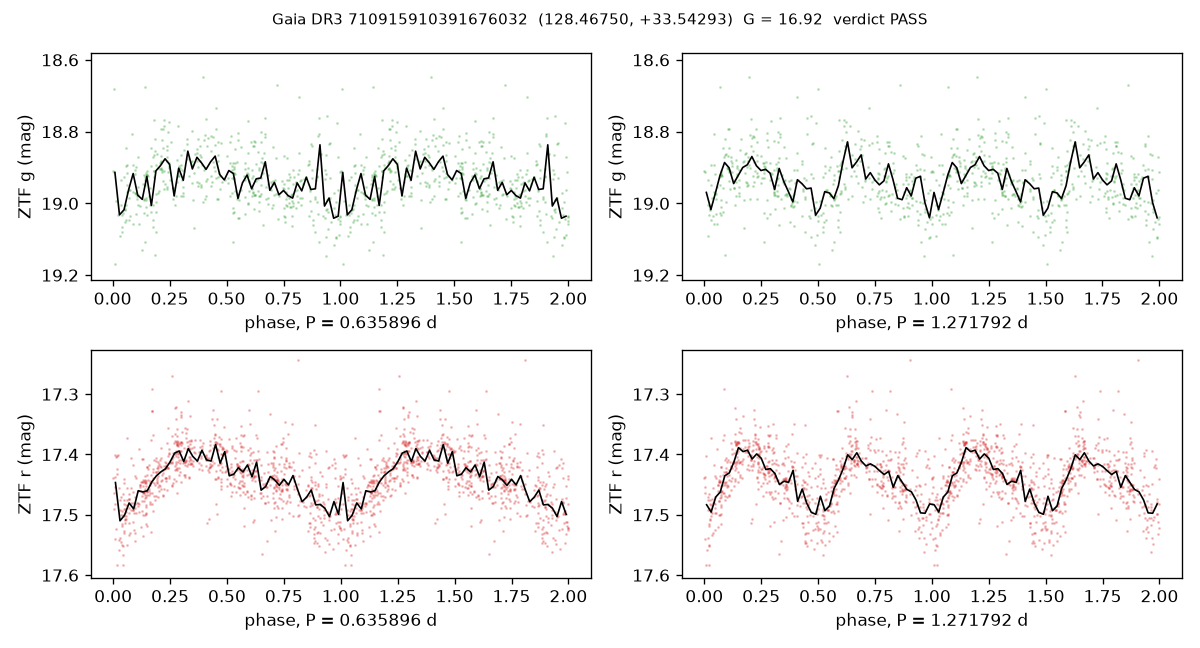 Gaia DR3 710915910391676032 (128.46750, +33.54293) G = 16.92 verdict PASS
ZTF g (mag)
18.6
18.8
19.0
19.2
0.00 0.25 0.50 0.75 1.00 1.25 1.50 1.75 2.00
phase, P = 0.635896 d
ZTF g (mag)
18.6
18.8
19.0
19.2
0.00 0.25 0.50 0.75 1.00 1.25 1.50 1.75 2.00
phase, P = 1.271792 d
ZTF r (mag)
17.3
17.4
17.5
17.6
0.00 0.25 0.50 0.75 1.00 1.25 1.50 1.75 2.00
phase, P = 0.635896 d
ZTF r (mag)
17.3
17.4
17.5
17.6
0.00 0.25 0.50 0.75 1.00 1.25 1.50 1.75 2.00
phase, P = 1.271792 d